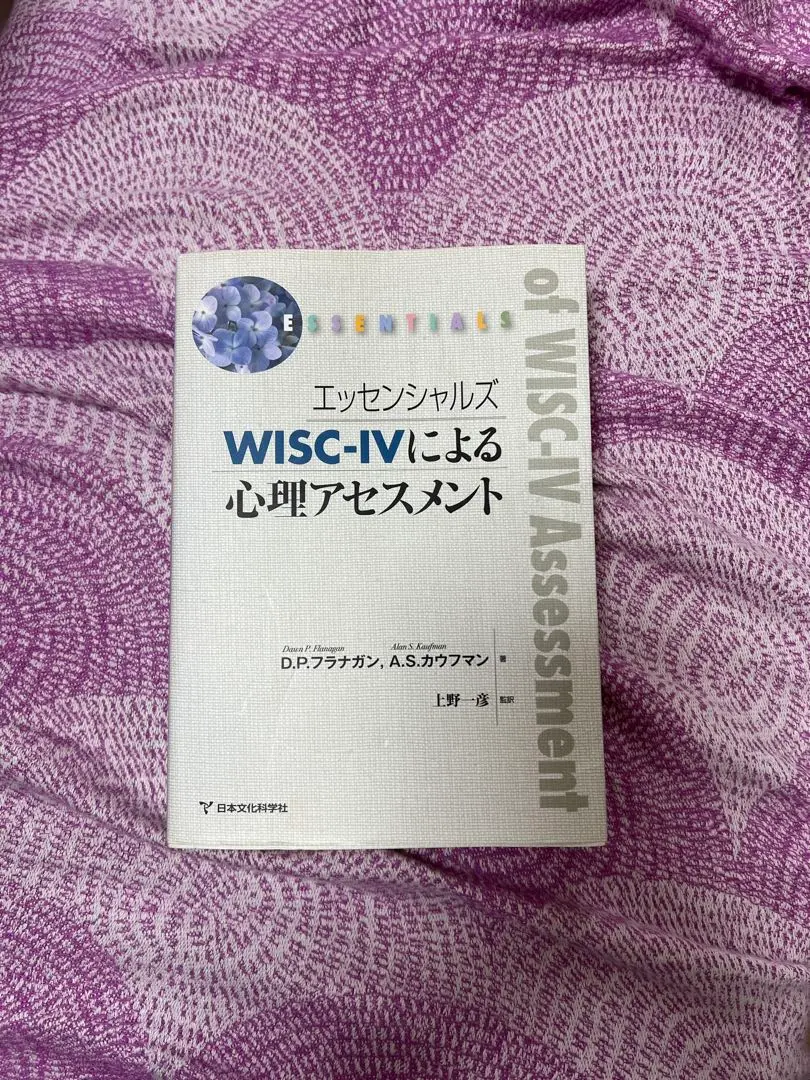 ESSENTIALS
of WISC-IV Assessment
エッセンシャルズ
WISC-IVによる
心理アセスメント
Dawn P. Flanagan Alan S. Kaufman
D.P.フラナガン, A.S.カウフマン 著
上野一彦 監訳
日本文化科学社